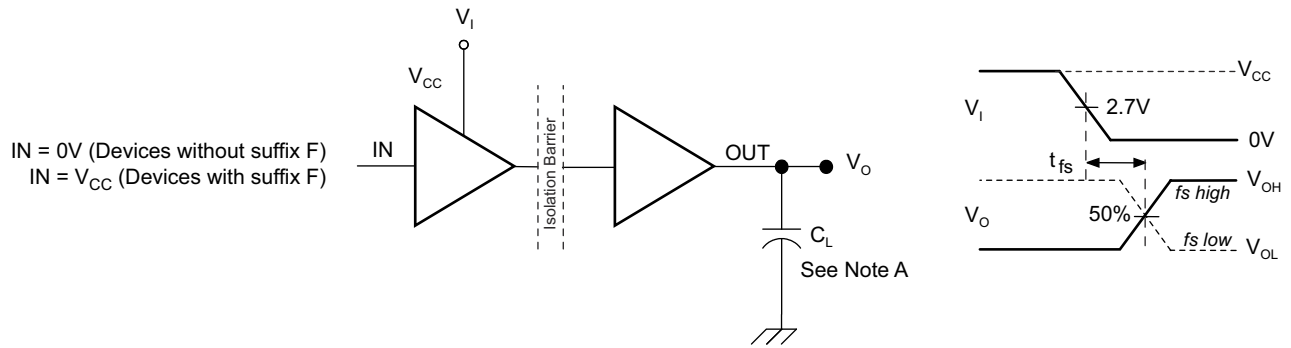 V_I
V_CC
IN = 0V (Devices without suffix F)
IN = V_CC (Devices with suffix F)
IN
Isolation Barrier
OUT
V_O
C_L
See Note A
V_CC
V_I
2.7V
0V
t_fs
V_OH
fs high
V_O
50%
fs low
V_OL